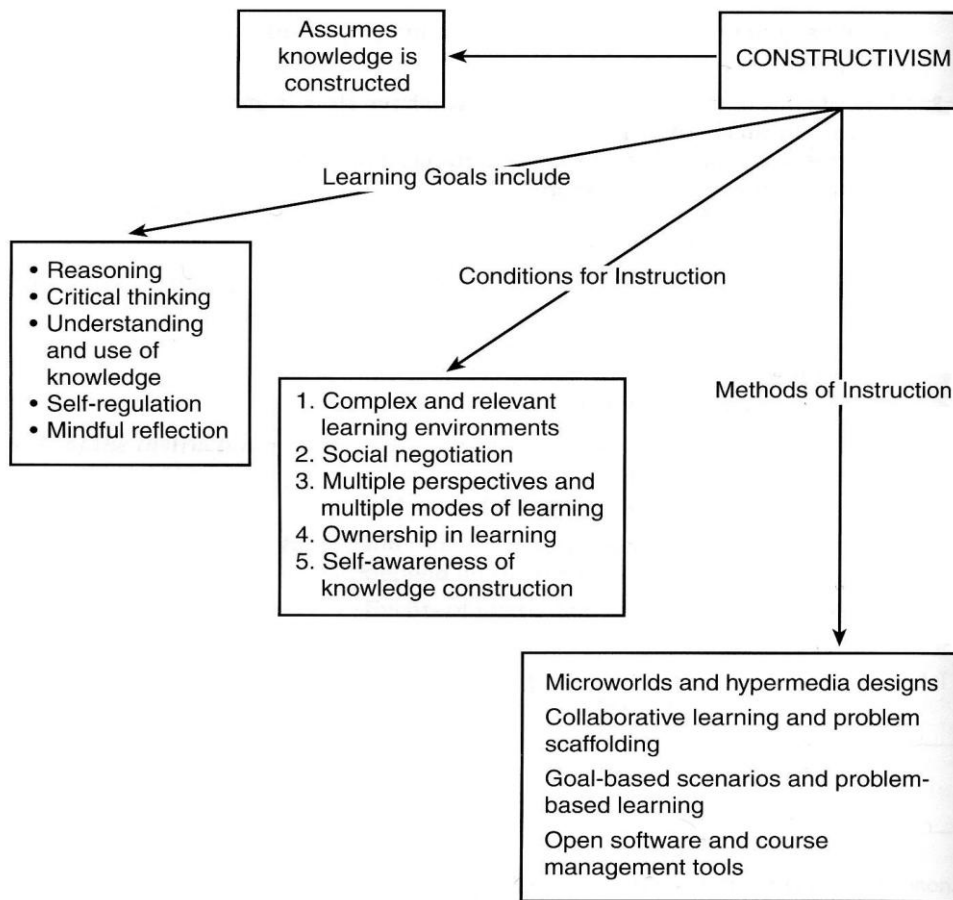 Assumes
knowledge is
constructed
CONSTRUCTIVISM
Learning Goals include
• Reasoning
• Critical thinking
• Understanding
and use of
knowledge
• Self-regulation
• Mindful reflection
Conditions for Instruction
1. Complex and relevant
learning environments
2. Social negotiation
3. Multiple perspectives and
multiple modes of learning
4. Ownership in learning
5. Self-awareness of
knowledge construction
Methods of Instruction
Microworlds and hypermedia designs
Collaborative learning and problem
scaffolding
Goal-based scenarios and problem-
based learning
Open software and course
management tools